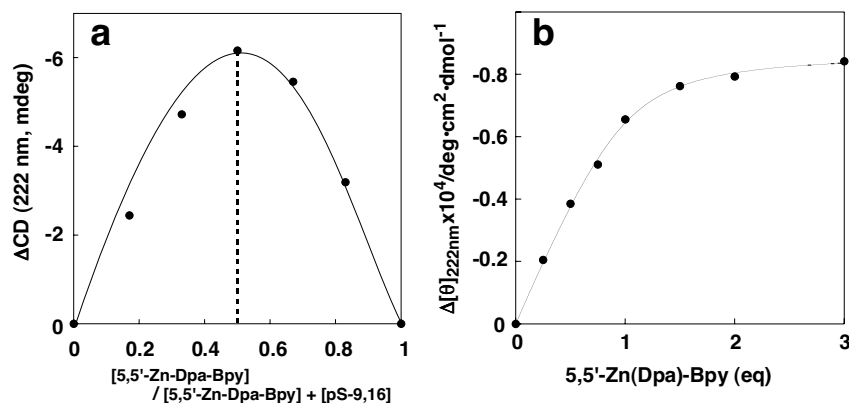 a
ΔCD (222 nm, mdeg)
-6
-4
-2
0
0 0.2 0.4 0.6 0.8 1
[5,5'-Zn-Dpa-Bpy]
/ [5,5'-Zn-Dpa-Bpy] + [pS-9,16]
b
Δ[θ]222nm x10⁴/deg•cm²•dmol⁻¹
-0.8
-0.6
-0.4
-0.2
0
0 1 2 3
5,5'-Zn(Dpa)-Bpy (eq)